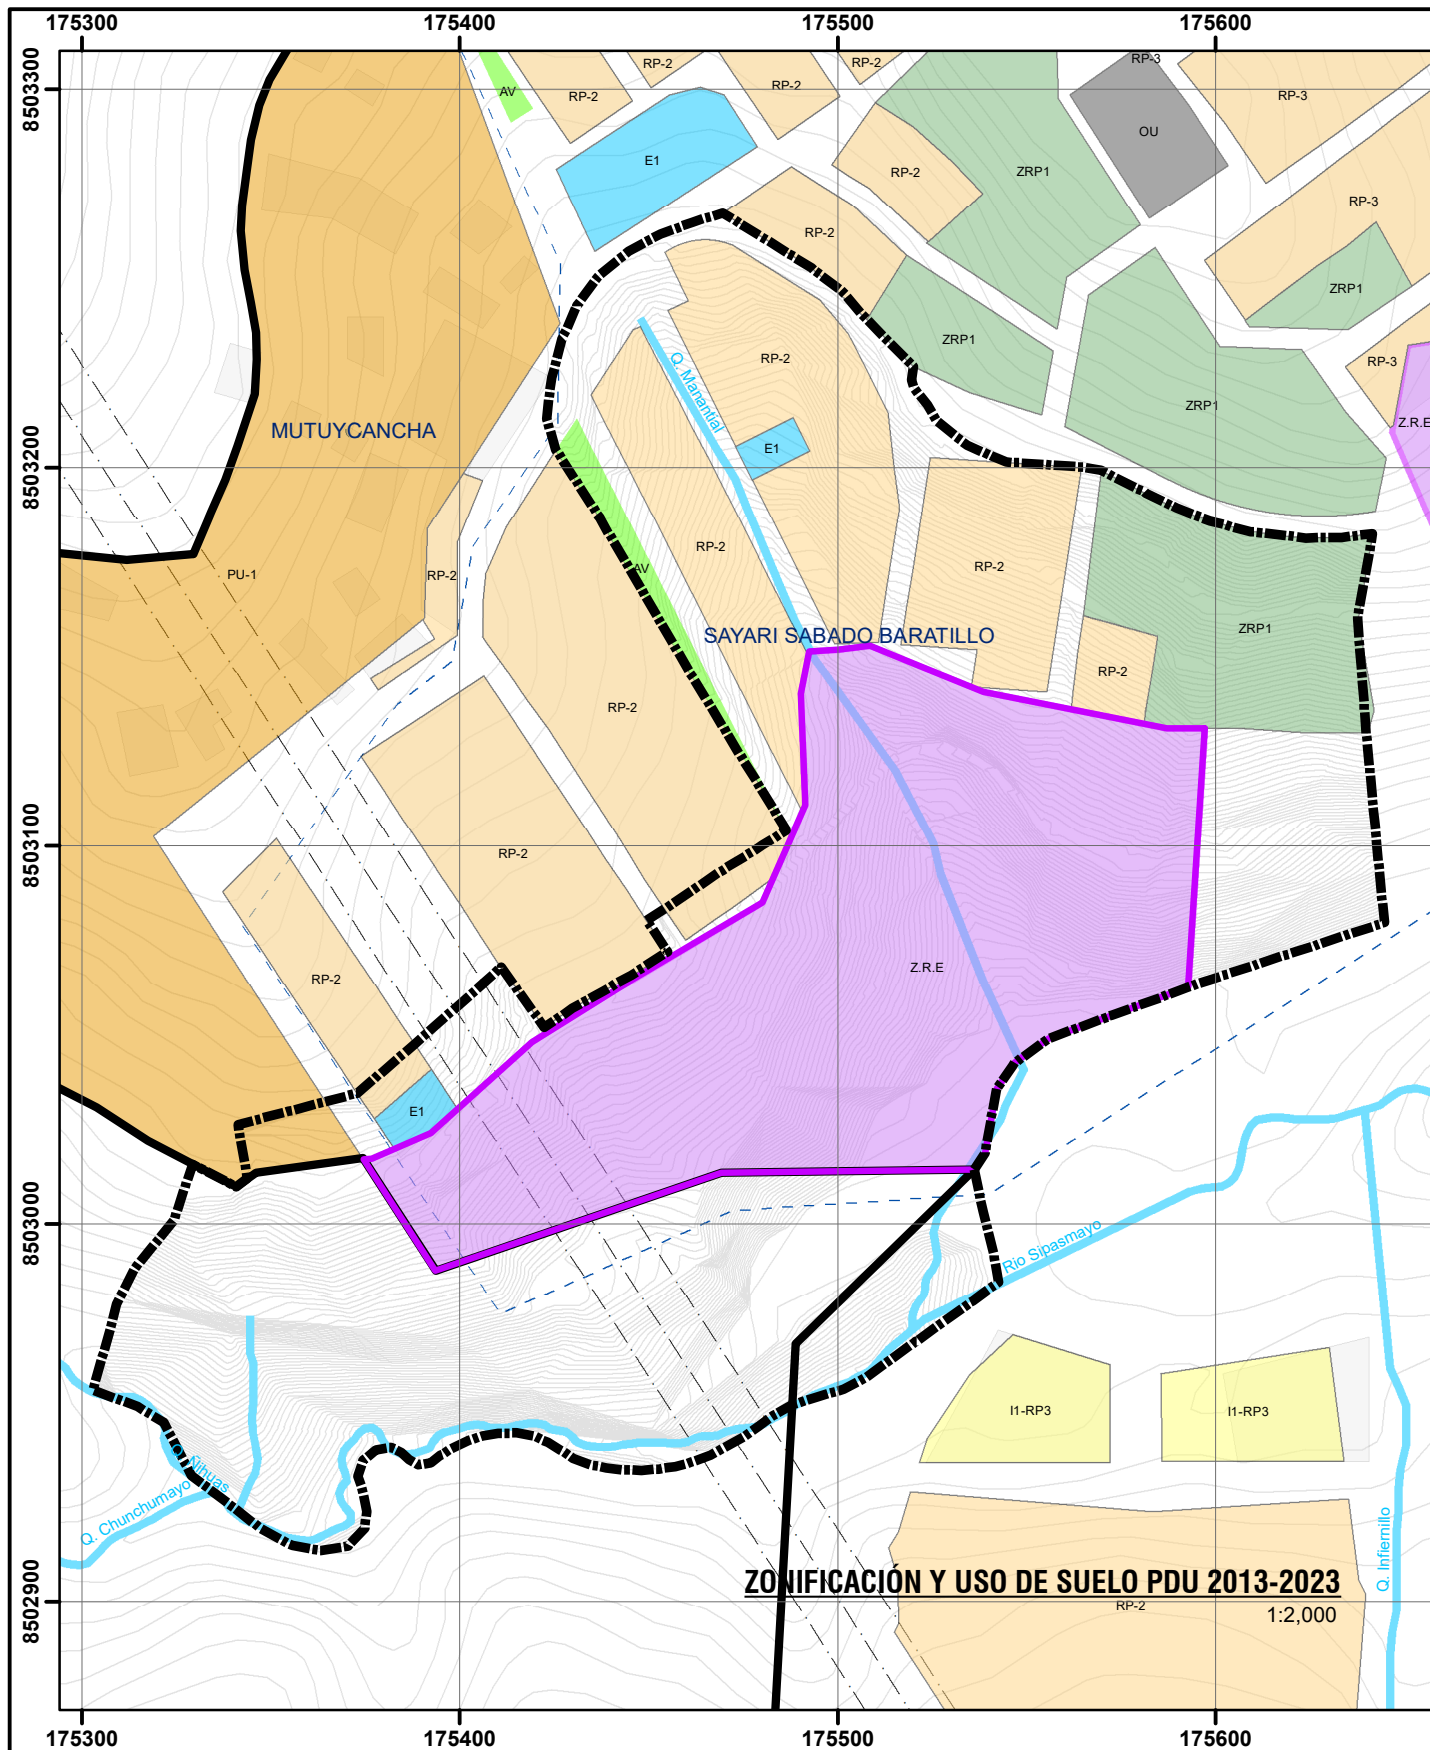 175300
175400
175500
175600
8503300
8503200
8503100
8503000
8502900
AV
RP-2
RP-2
RP-2
RP-2
RP-3
RP-3
OU
E1
RP-2
ZRP1
RP-3
RP-2
ZRP1
ZRP1
RP-2
RP-3
Q. Manantial
ZRP1
Z.R.E
MUTUYCANCHA
E1
RP-2
AV
RP-2
PU-1
RP-2
SAYARI SABADO BARATILLO
ZRP1
RP-2
RP-2
RP-2
RP-2
Z.R.E
E1
Rio Sipasmayo
I1-RP3
I1-RP3
Q. Ñihuas
Q. Chunchumayo
Q. Infiernillo
ZONIFICACIÓN Y USO DE SUELO PDU 2013-2023
RP-2
1:2,000
175300
175400
175500
175600